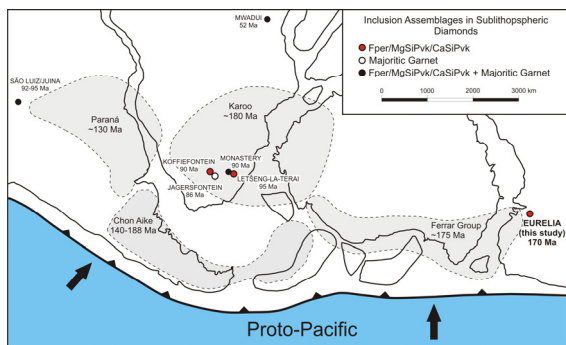 Inclusion Assemblages in Sublithopspheric
Diamonds
Fper/MgSiPvk/CaSiPvk
Majoritic Garnet
Fper/MgSiPvk/CaSiPvk + Majoritic Garnet
0 1000 2000 3000 km
MWADUI
52 Ma
SÃO LUIZ/JUINA
92-95 Ma
Paraná
~130 Ma
Karoo
~180 Ma
KOFFIEFONTEIN
90 Ma
MONASTERY
90 Ma
JAGERSFONTEIN
86 Ma
LETSENG-LA-TERAI
95 Ma
Chon Aike
140-188 Ma
Ferrar Group
~175 Ma
EURELIA
(this study)
170 Ma
Proto-Pacific